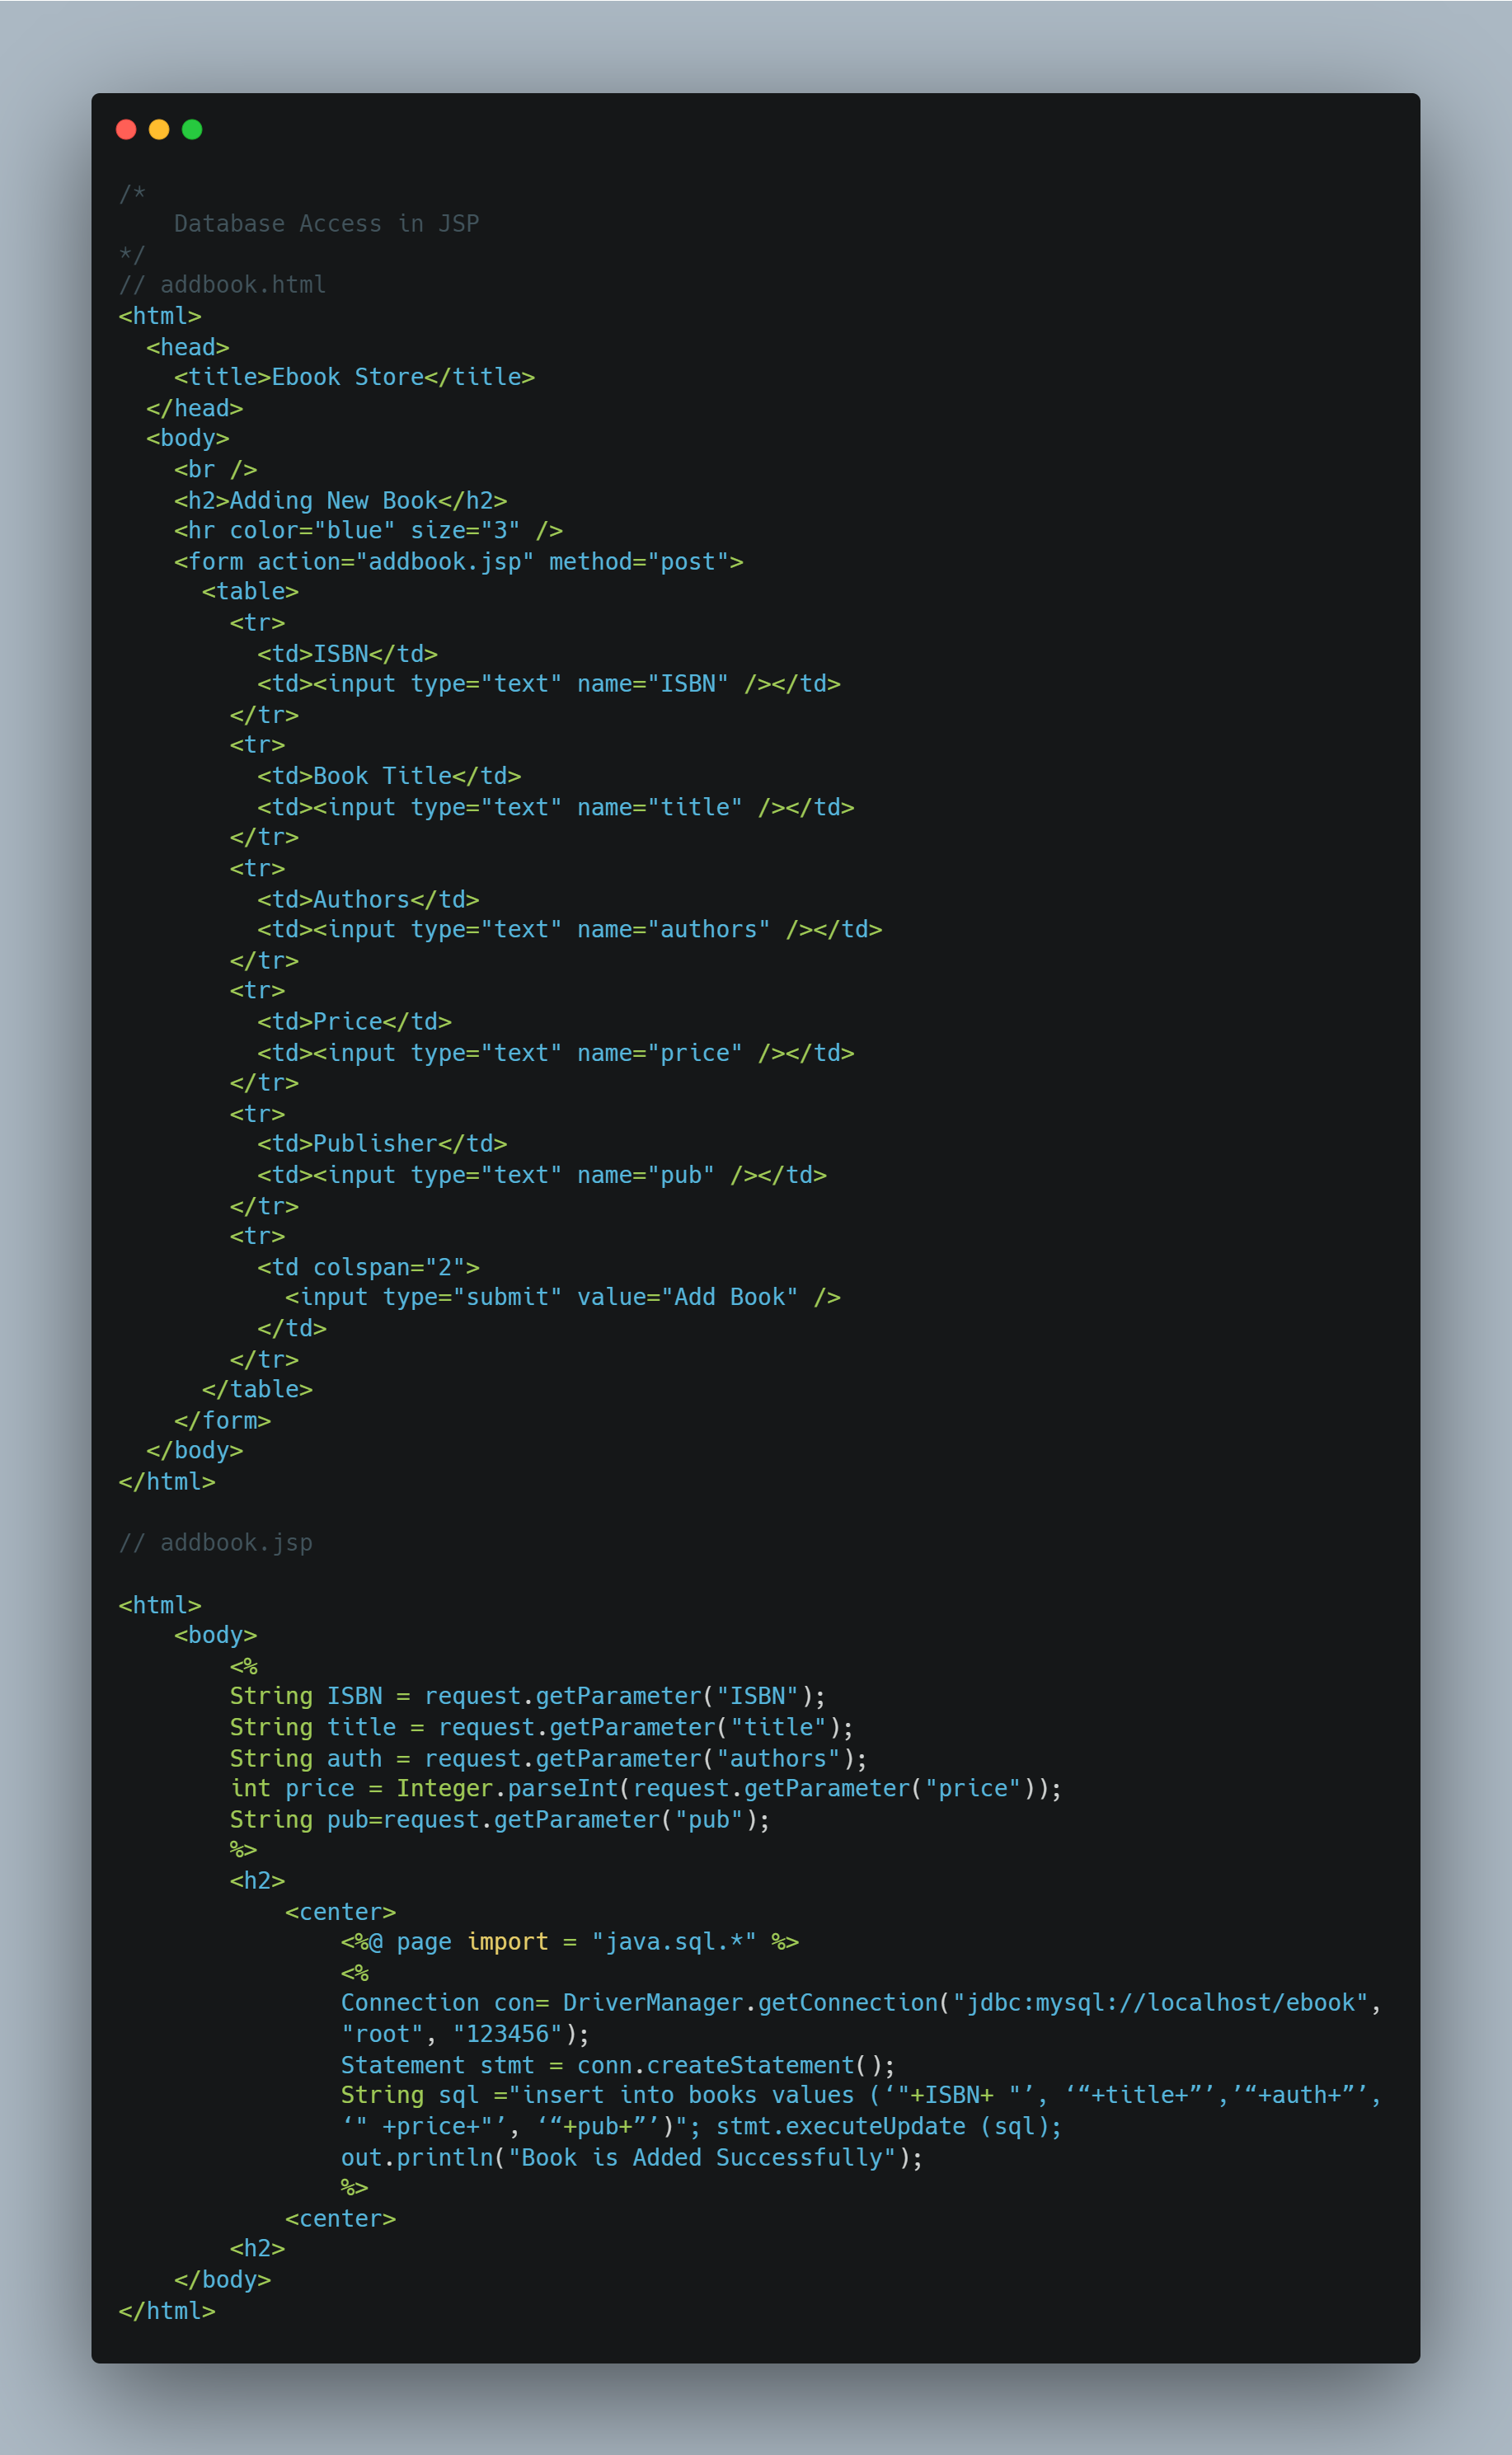 /*
    Database Access in JSP
*/
// addbook.html
<html>
  <head>
    <title>Ebook Store</title>
  </head>
  <body>
    <br />
    <h2>Adding New Book</h2>
    <hr color="blue" size="3" />
    <form action="addbook.jsp" method="post">
      <table>
        <tr>
          <td>ISBN</td>
          <td><input type="text" name="ISBN" /></td>
        </tr>
        <tr>
          <td>Book Title</td>
          <td><input type="text" name="title" /></td>
        </tr>
        <tr>
          <td>Authors</td>
          <td><input type="text" name="authors" /></td>
        </tr>
        <tr>
          <td>Price</td>
          <td><input type="text" name="price" /></td>
        </tr>
        <tr>
          <td>Publisher</td>
          <td><input type="text" name="pub" /></td>
        </tr>
        <tr>
          <td colspan="2">
            <input type="submit" value="Add Book" />
          </td>
        </tr>
      </table>
    </form>
  </body>
</html>

// addbook.jsp

<html>
    <body>
        <%
        String ISBN = request.getParameter("ISBN");
        String title = request.getParameter("title");
        String auth = request.getParameter("authors");
        int price = Integer.parseInt(request.getParameter("price"));
        String pub=request.getParameter("pub");
        %>
        <h2>
            <center>
                <%@ page import = "java.sql.*" %>
                <%
                Connection con= DriverManager.getConnection("jdbc:mysql://localhost/ebook",
                "root", "123456");
                Statement stmt = conn.createStatement();
                String sql ="insert into books values (‘"+ISBN+ "’, ‘“+title+”’,’“+auth+”’,
                ‘" +price+"’, ‘“+pub+”’)"; stmt.executeUpdate (sql);
                out.println("Book is Added Successfully");
                %>
            <center>
        <h2>
    </body>
</html>